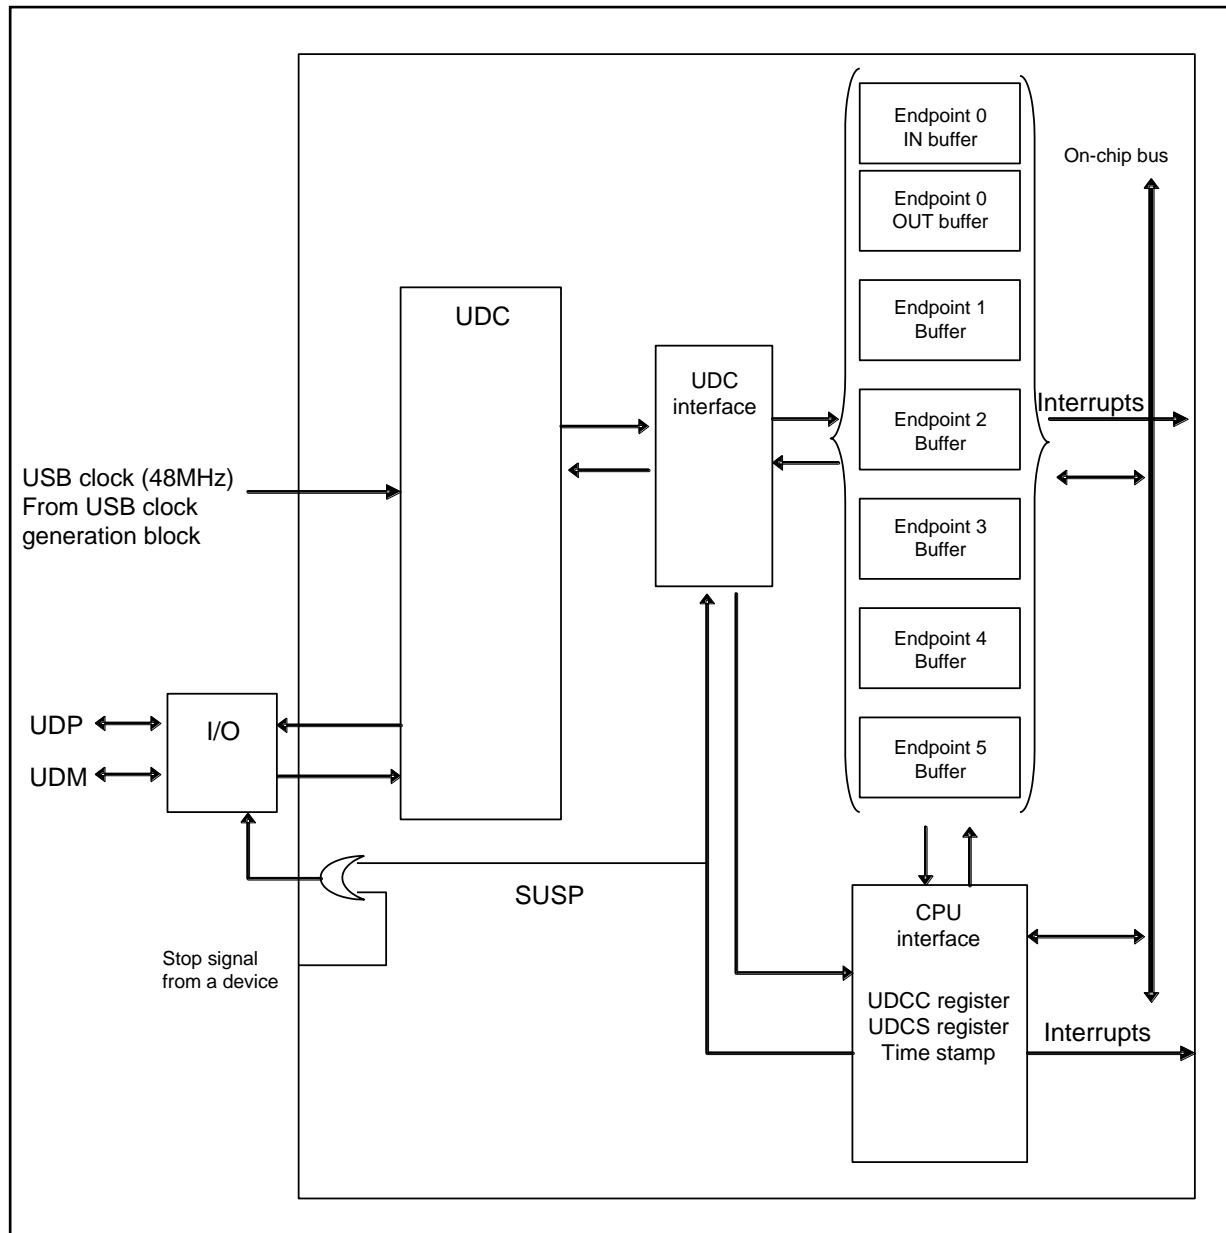 Endpoint 0
IN buffer
On-chip bus
Endpoint 0
OUT buffer
Endpoint 1
Buffer
UDC
UDC
interface
Interrupts
Endpoint 2
Buffer
USB clock (48MHz)
From USB clock
generation block
Endpoint 3
Buffer
Endpoint 4
Buffer
UDP
I/O
UDM
Endpoint 5
Buffer
SUSP
Stop signal
from a device
CPU
interface
UDCC register
UDCS register
Time stamp
Interrupts